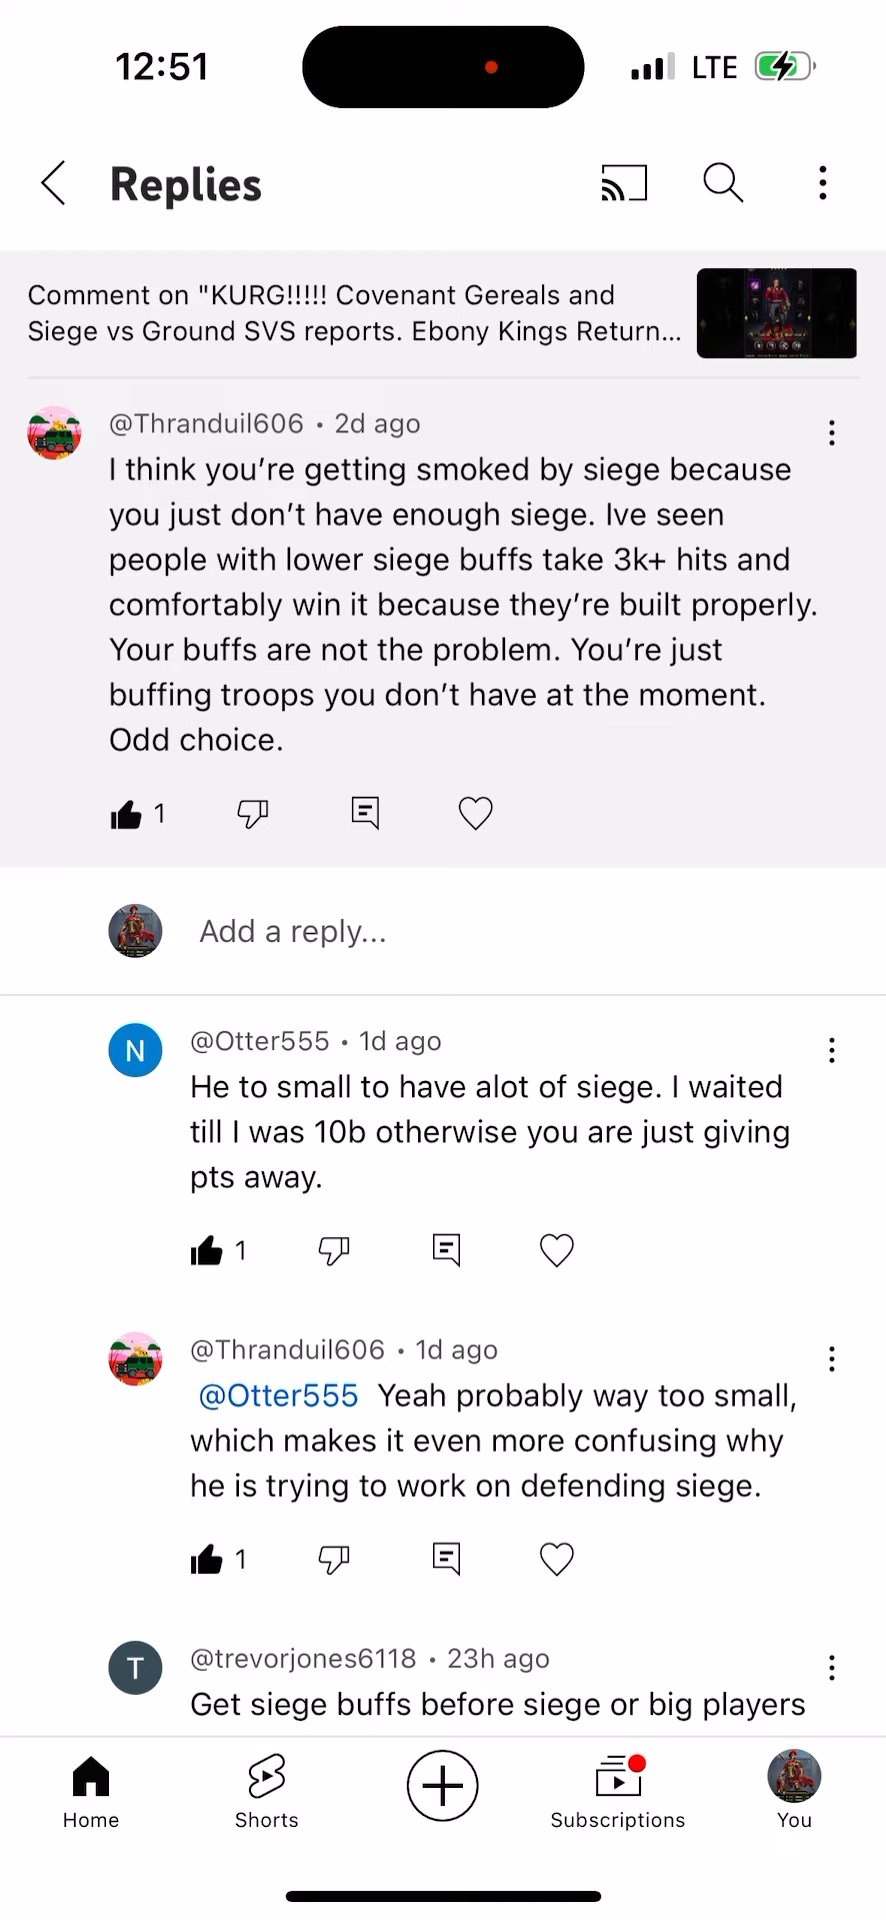 12:51
LTE
Replies
Comment on "KURG!!!!! Covenant Gereals and
Siege vs Ground SVS reports. Ebony Kings Return...
@Thranduil606 • 2d ago
I think you're getting smoked by siege because
you just don't have enough siege. Ive seen
people with lower siege buffs take 3k+ hits and
comfortably win it because they're built properly.
Your buffs are not the problem. You're just
buffing troops you don't have at the moment.
Odd choice.
1
Add a reply...
N
@Otter555 • 1d ago
He to small to have alot of siege. I waited
till I was 10b otherwise you are just giving
pts away.
1
@Thranduil606 • 1d ago
@Otter555 Yeah probably way too small,
which makes it even more confusing why
he is trying to work on defending siege.
1
T
@trevorjones6118 • 23h ago
Get siege buffs before siege or big players
Home
Shorts
Subscriptions
You